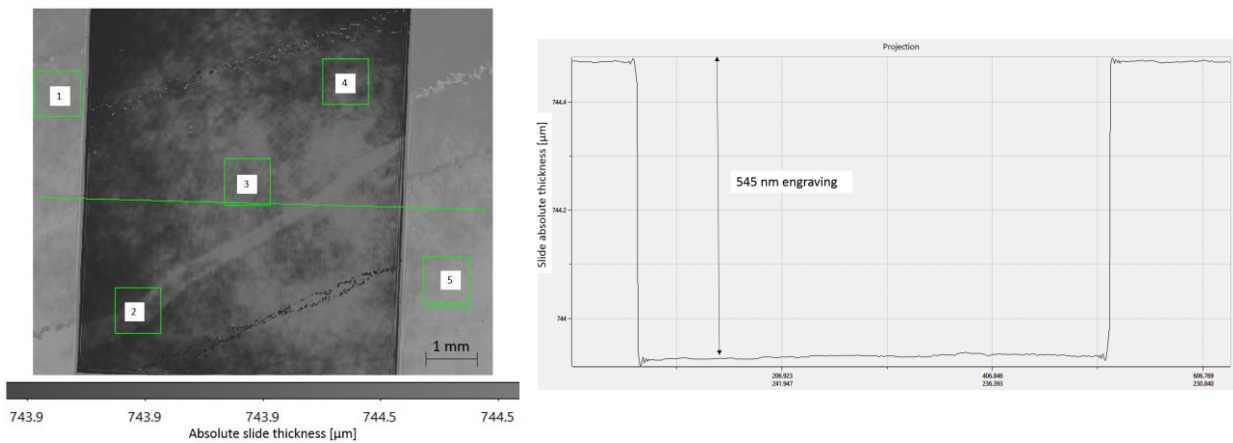 1
4
3
5
2
1 mm
743.9 743.9 743.9 744.5 744.5
Absolute slide thickness [µm]
Projection
Slide absolute thickness [µm]
744.4
744.2
744
545 nm engraving
206.923 406.846 606.769
241.947 236.393 230.840